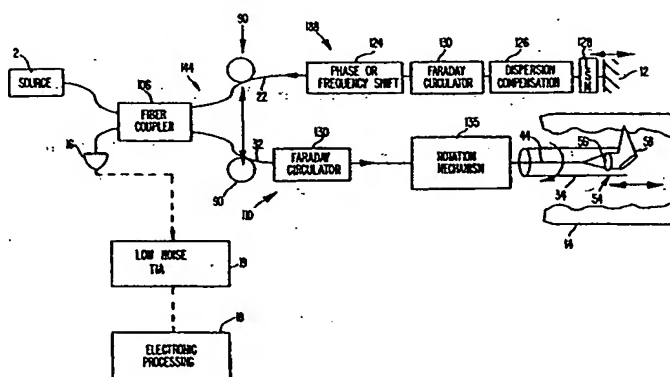 2
SOURCE
144
90
138
124
130
126
128
12
PHASE OR
FREQUENCY SHIFT
FARADAY
CIRCULATOR
DISPERSION
COMPENSATION
LENS
22
106
FIBER
COUPLER
16
32
130
FARADAY
CIRCULATOR
135
ROTATION
MECHANISM
44
56
58
34
54
90
110
14
LOW NOISE
TIA
19
18
ELECTRONIC
PROCESSING